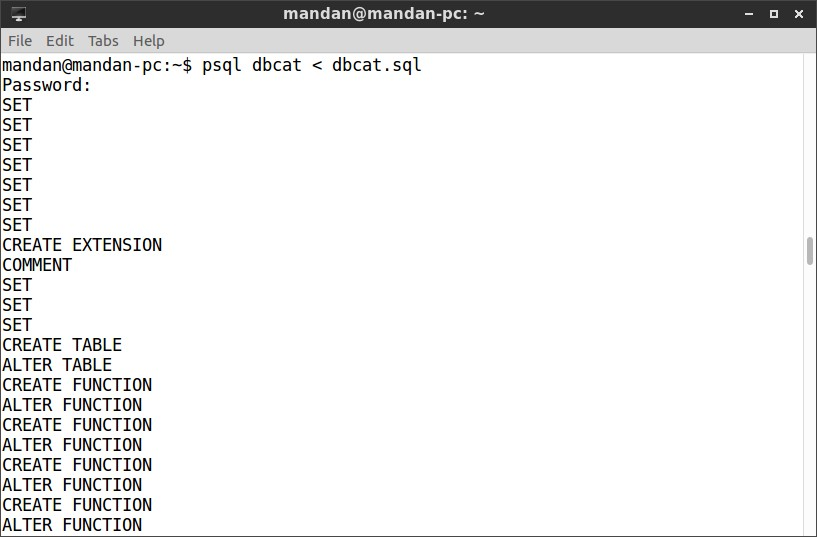 mandan@mandan-pc: ~
File Edit Tabs Help
mandan@mandan-pc:~$ psql dbcat < dbcat.sql
Password:
SET
SET
SET
SET
SET
SET
SET
CREATE EXTENSION
COMMENT
SET
SET
SET
CREATE TABLE
ALTER TABLE
CREATE FUNCTION
ALTER FUNCTION
CREATE FUNCTION
ALTER FUNCTION
CREATE FUNCTION
ALTER FUNCTION
CREATE FUNCTION
ALTER FUNCTION